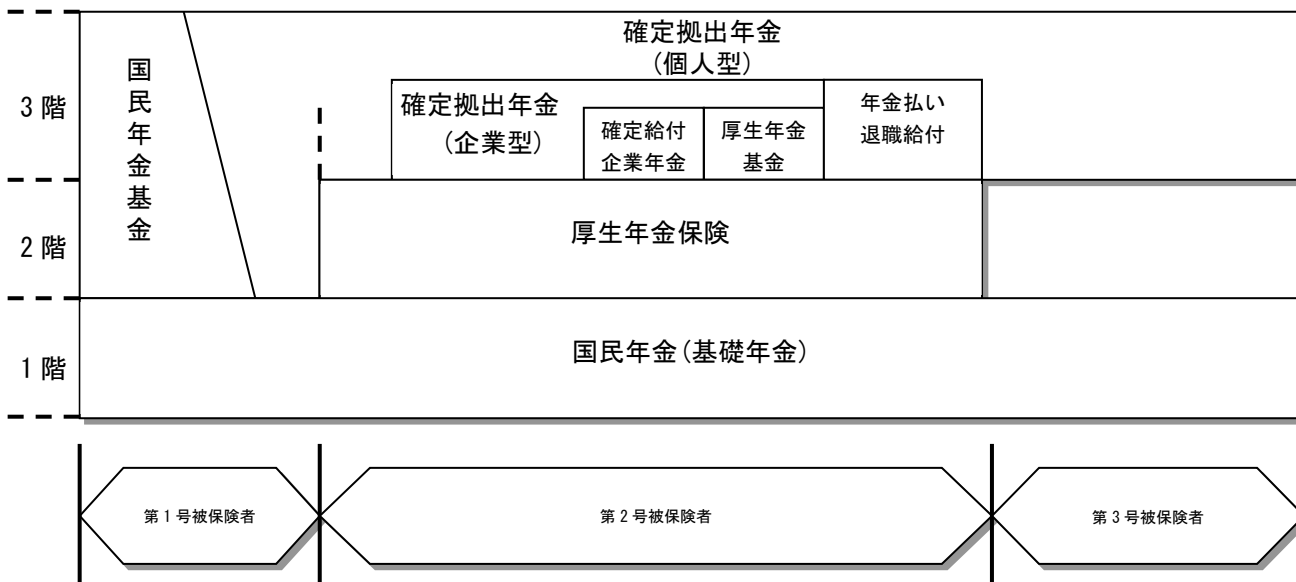 確定拠出年金
(個人型)
国民年金基金
3階
確定拠出年金
(企業型)
確定給付
企業年金
厚生年金
基金
年金払い
退職給付
2階
厚生年金保険
1階
国民年金(基礎年金)
第1号被保険者
第2号被保険者
第3号被保険者